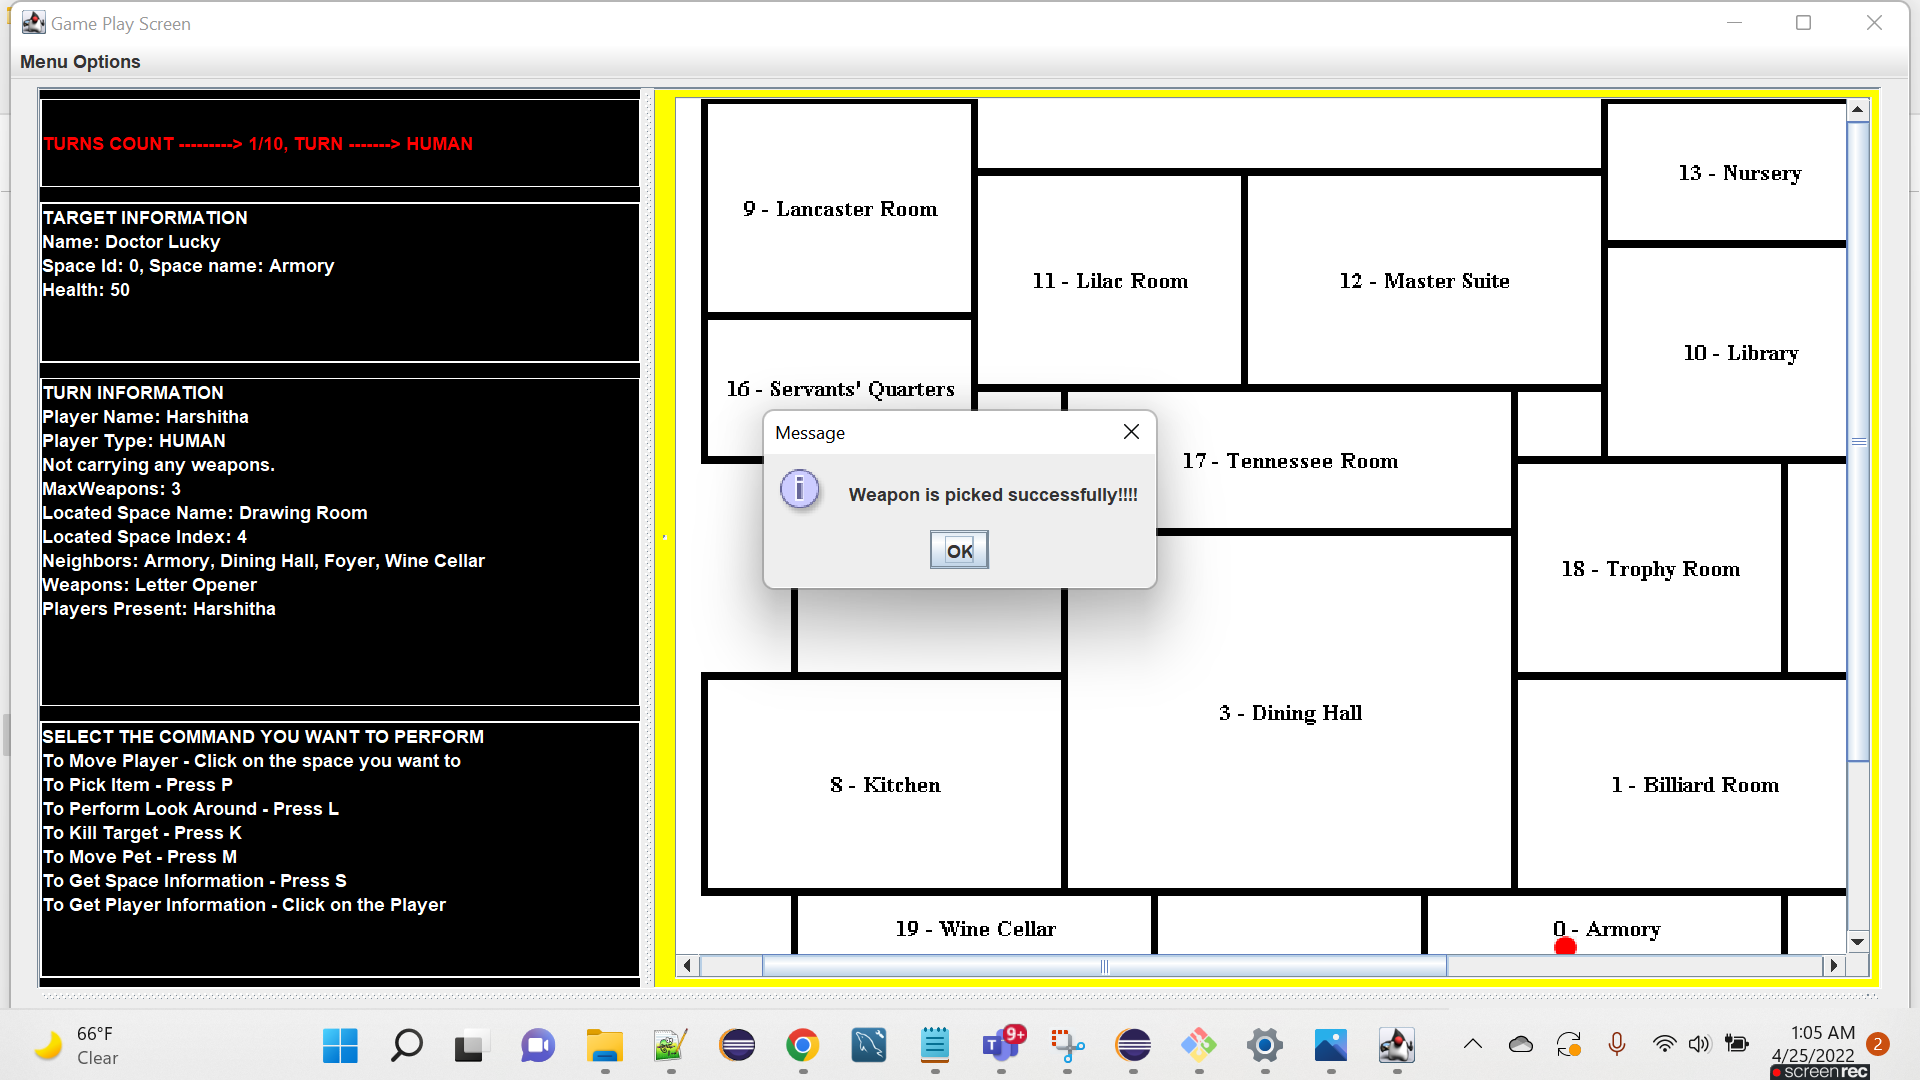 Game Play Screen
Menu Options
TURNS COUNT ---------> 1/10, TURN -------> HUMAN
TARGET INFORMATION
Name: Doctor Lucky
Space Id: 0, Space name: Armory
Health: 50
TURN INFORMATION
Player Name: Harshitha
Player Type: HUMAN
Not carrying any weapons.
MaxWeapons: 3
Located Space Name: Drawing Room
Located Space Index: 4
Neighbors: Armory, Dining Hall, Foyer, Wine Cellar
Weapons: Letter Opener
Players Present: Harshitha
SELECT THE COMMAND YOU WANT TO PERFORM
To Move Player - Click on the space you want to
To Pick Item - Press P
To Perform Look Around - Press L
To Kill Target - Press K
To Move Pet - Press M
To Get Space Information - Press S
To Get Player Information - Click on the Player
13 - Nursery
9 - Lancaster Room
11 - Lilac Room
12 - Master Suite
10 - Library
16 - Servants' Quarters
17 - Tennessee Room
18 - Trophy Room
3 - Dining Hall
8 - Kitchen
1 - Billiard Room
19 - Wine Cellar
0 - Armory
Message
Weapon is picked successfully!!!!
OK
66°F
Clear
9+
1:05 AM
4/25/2022
2
screenrec